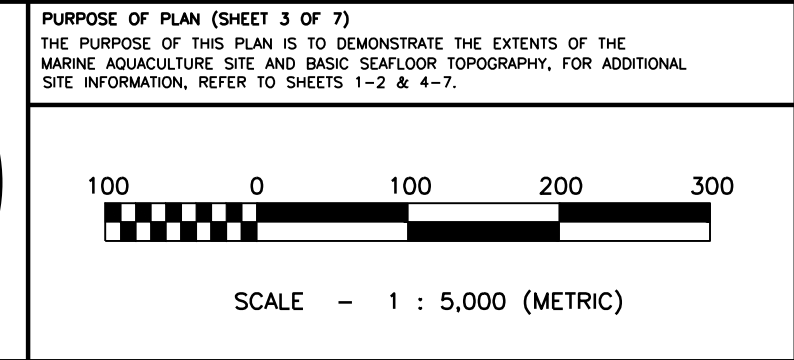 PURPOSE OF PLAN (SHEET 3 OF 7)
THE PURPOSE OF THIS PLAN IS TO DEMONSTRATE THE EXTENTS OF THE
MARINE AQUACULTURE SITE AND BASIC SEAFLOOR TOPOGRAPHY, FOR ADDITIONAL
SITE INFORMATION, REFER TO SHEETS 1-2 & 4-7.
100 0 100 200 300
SCALE - 1 : 5,000 (METRIC)